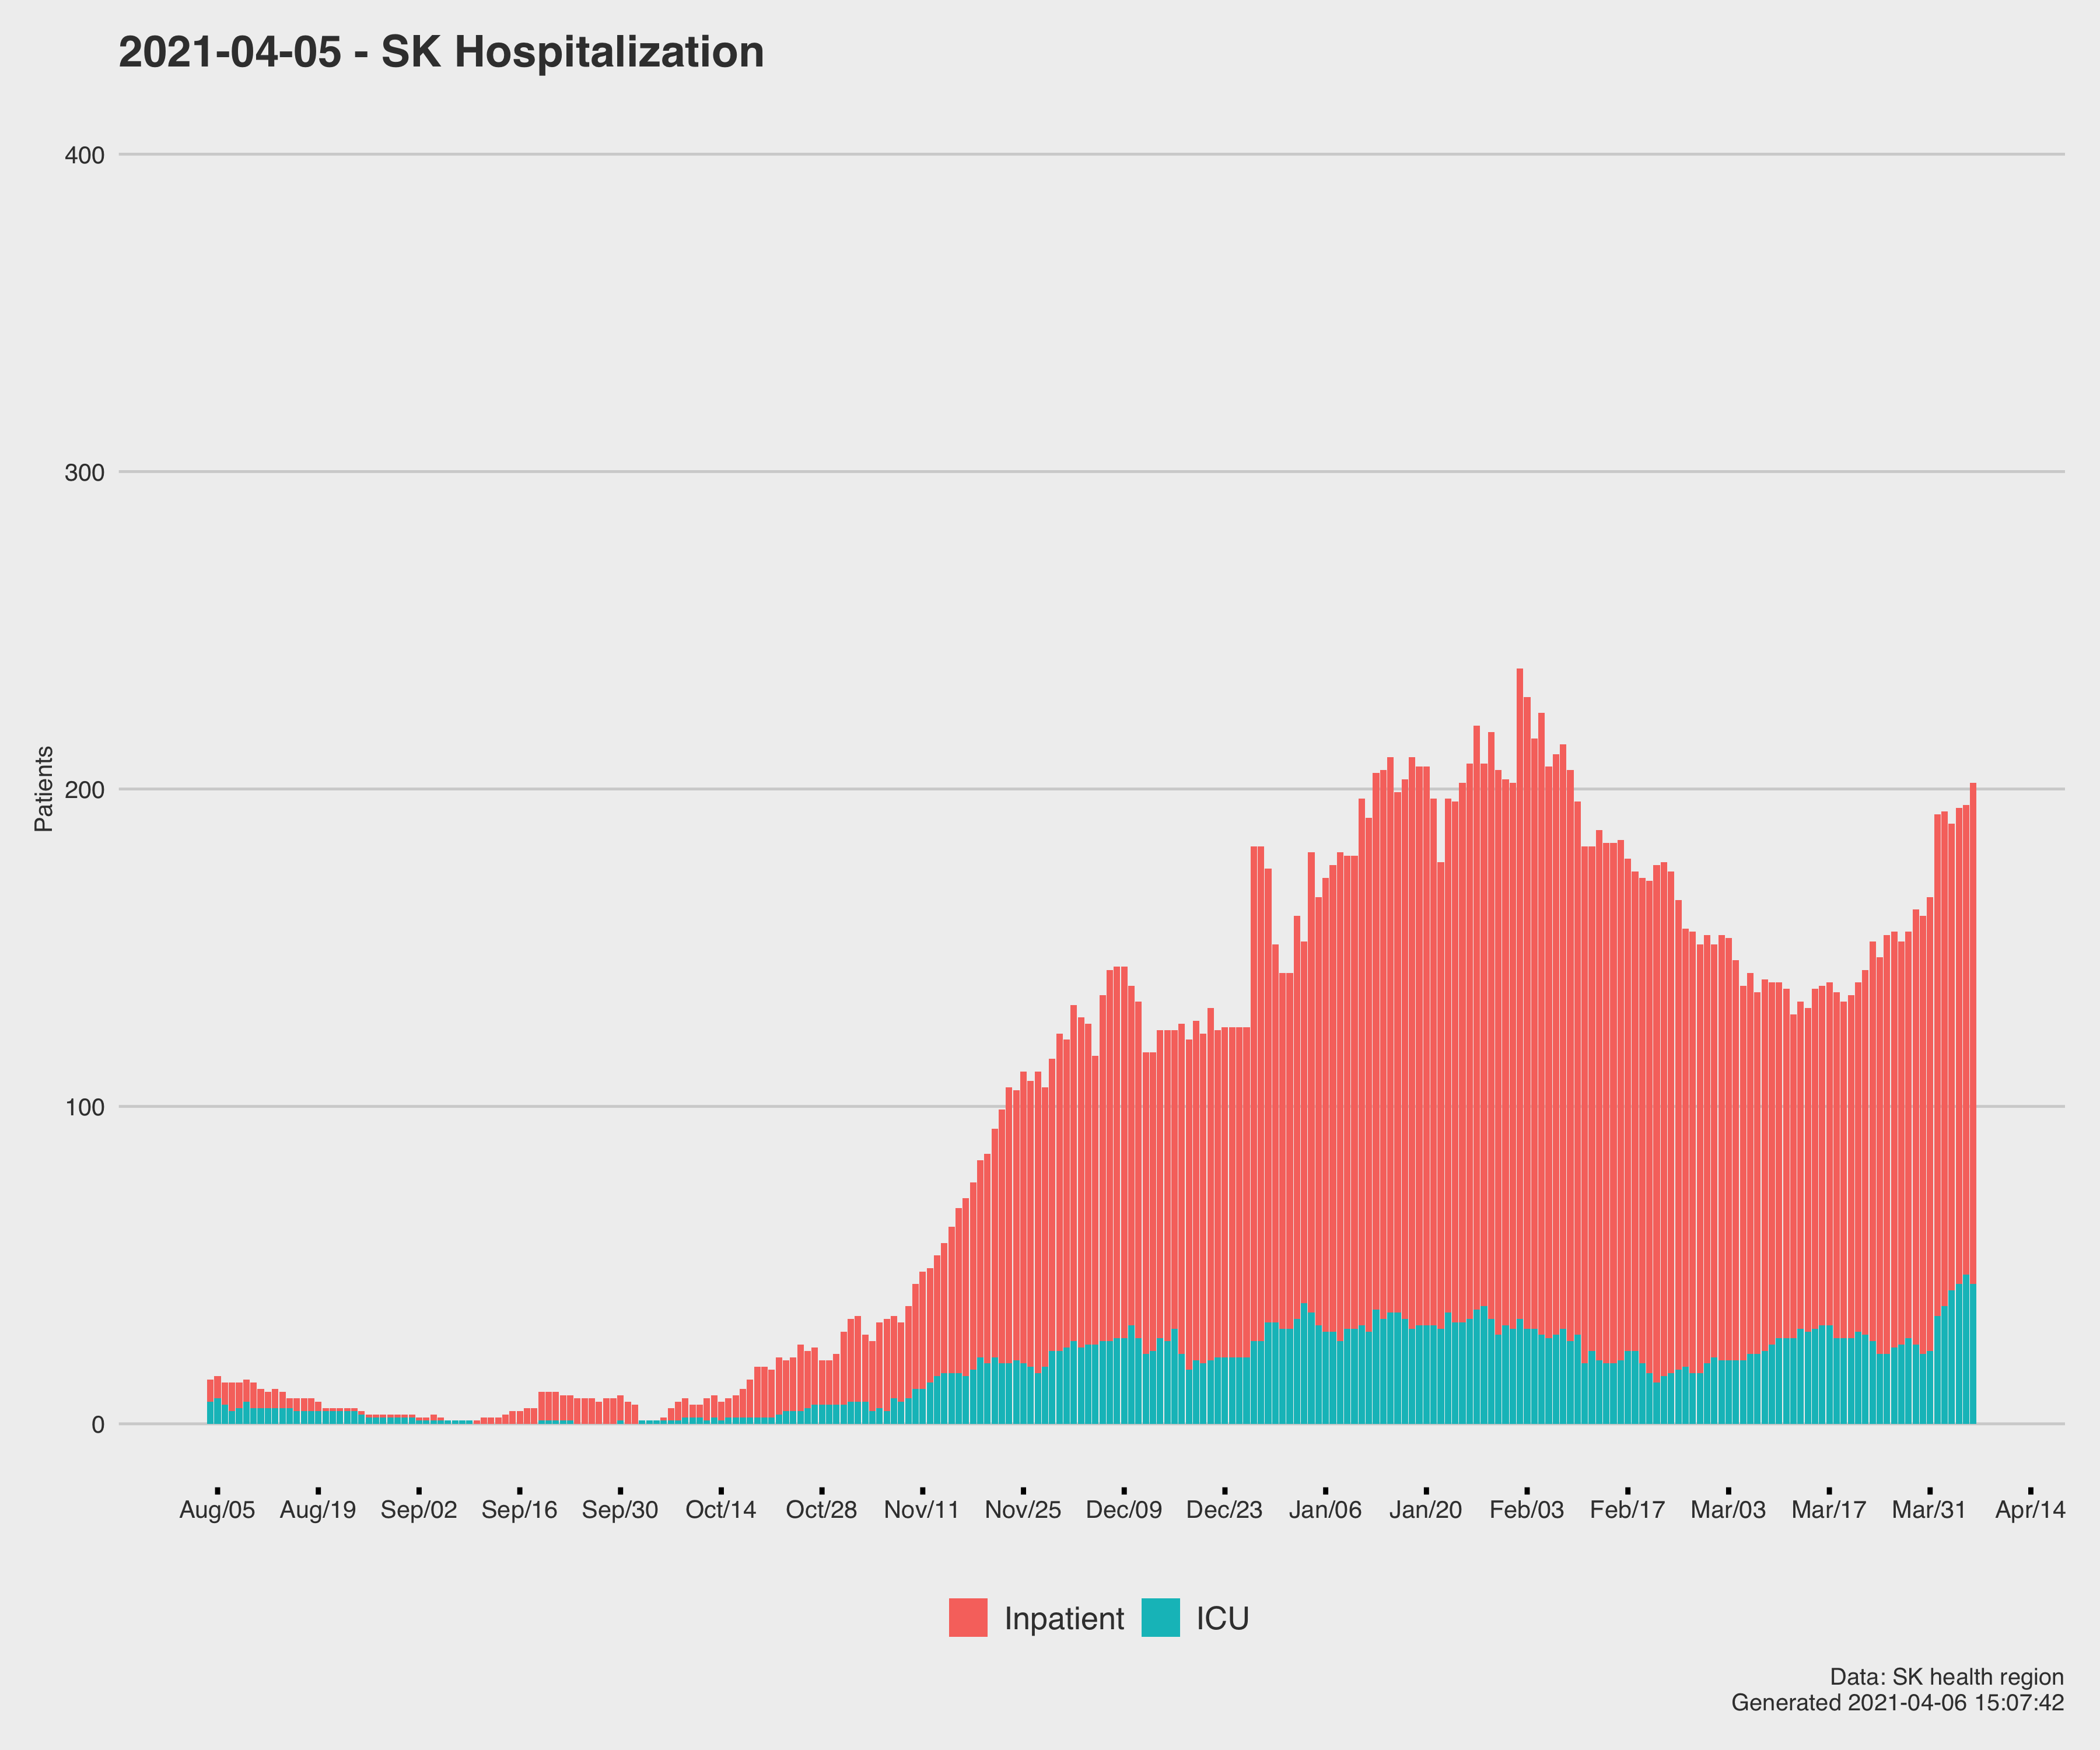 2021-04-05 - SK Hospitalization
400
300
200
100
0
Patients
Aug/05 Aug/19 Sep/02 Sep/16 Sep/30 Oct/14 Oct/28 Nov/11 Nov/25 Dec/09 Dec/23 Jan/06 Jan/20 Feb/03 Feb/17 Mar/03 Mar/17 Mar/31 Apr/14
Inpatient ICU
Data: SK health region
Generated 2021-04-06 15:07:42